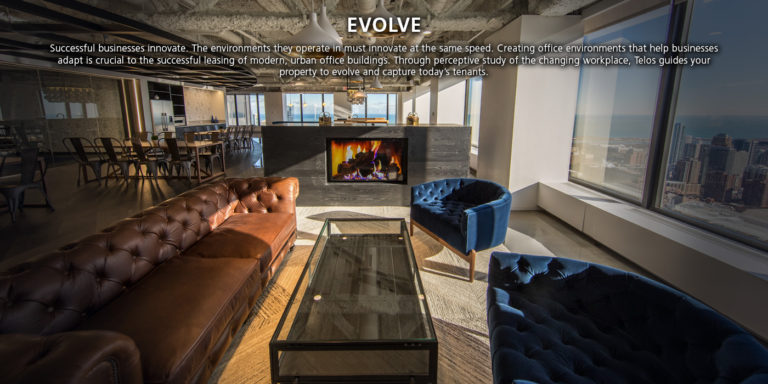 EVOLVE
Successful businesses innovate. The environments they operate in must innovate at the same speed. Creating office environments that help businesses
adapt is crucial to the successful leasing of modern, urban office buildings. Through perceptive study of the changing workplace, Telos guides your
property to evolve and capture today's tenants.